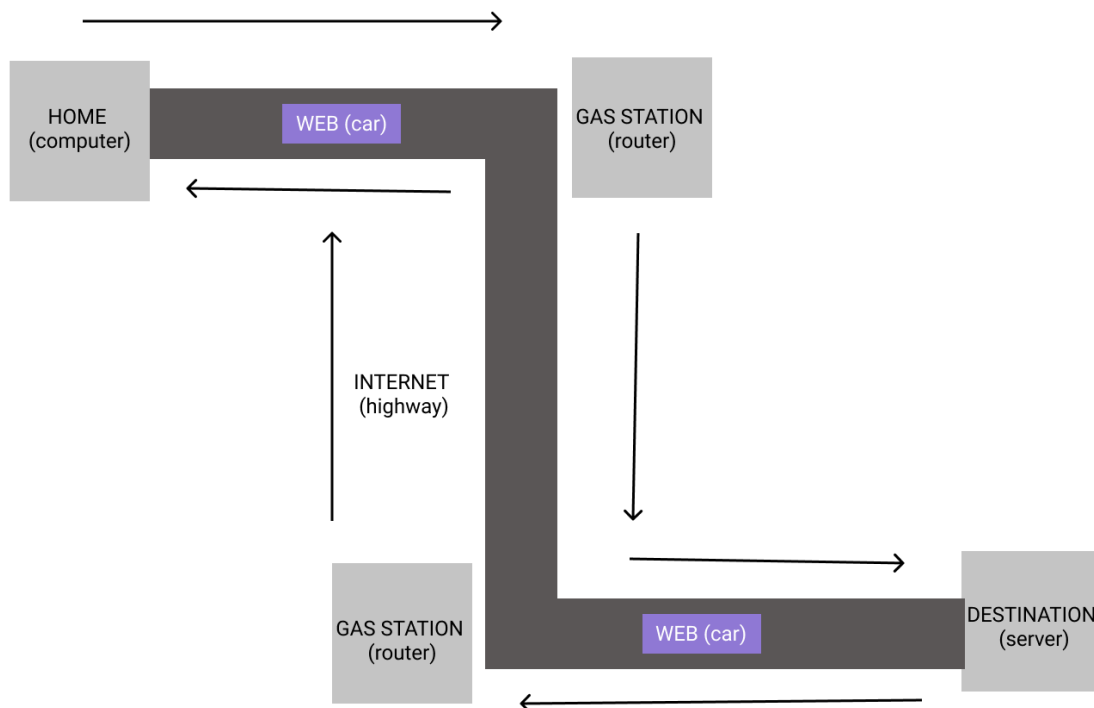 HOME
(computer)
WEB (car)
GAS STATION
(router)
INTERNET
(highway)
GAS STATION
(router)
WEB (car)
DESTINATION
(server)